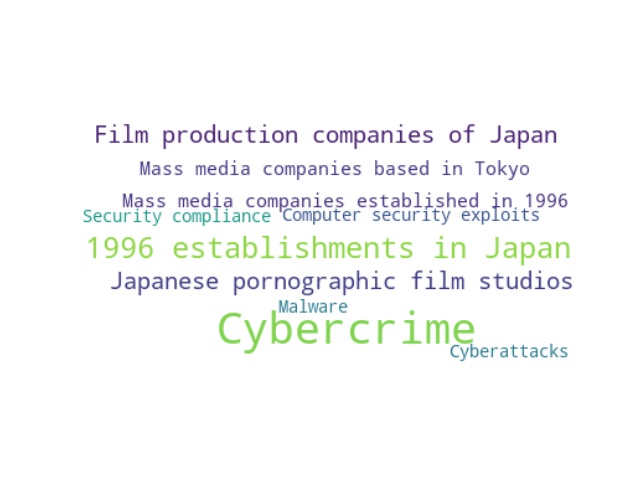 Film production companies of Japan
Mass media companies based in Tokyo
Mass media companies established in 1996
Security compliance
Computer security exploits
1996 establishments in Japan
Japanese pornographic film studios
Malware
Cybercrime
Cyberattacks